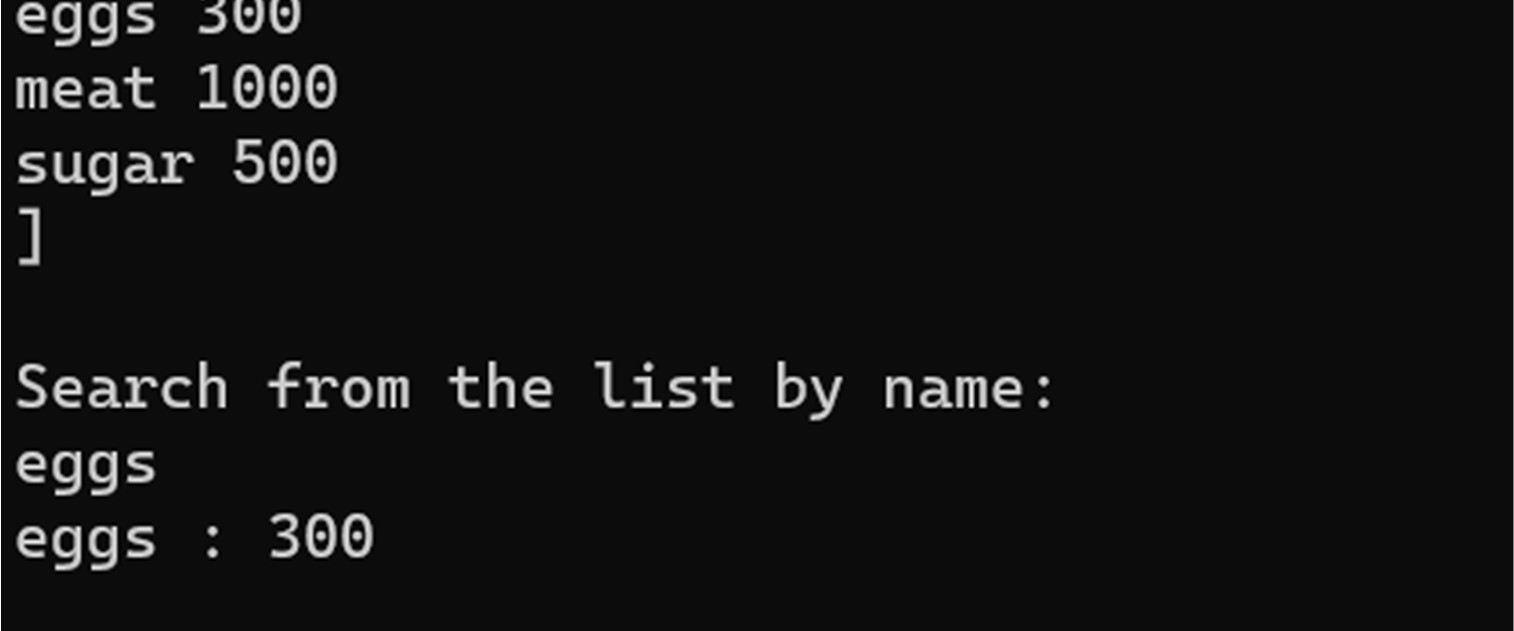 eggs 300
meat 1000
sugar 500
]
Search from the list by name:
eggs
eggs : 300